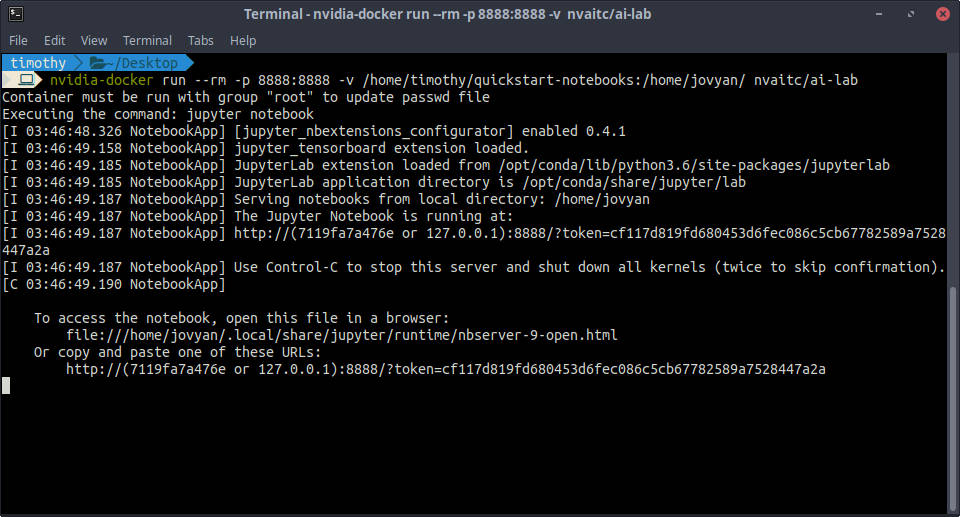 Terminal - nvidia-docker run --rm -p 8888:8888 -v nvaitc/ai-lab
File Edit View Terminal Tabs Help
timothy ~/Desktop
nvidia-docker run --rm -p 8888:8888 -v /home/timothy/quickstart-notebooks:/home/jovyan/ nvaitc/ai-lab
Container must be run with group "root" to update passwd file
Executing the command: jupyter notebook
[I 03:46:48.326 NotebookApp] [jupyter_nbextensions_configurator] enabled 0.4.1
[I 03:46:49.158 NotebookApp] jupyter_tensorboard extension loaded.
[I 03:46:49.185 NotebookApp] JupyterLab extension loaded from /opt/conda/lib/python3.6/site-packages/jupyterlab
[I 03:46:49.185 NotebookApp] JupyterLab application directory is /opt/conda/share/jupyter/lab
[I 03:46:49.187 NotebookApp] Serving notebooks from local directory: /home/jovyan
[I 03:46:49.187 NotebookApp] The Jupyter Notebook is running at:
[I 03:46:49.187 NotebookApp] http://(7119fa7a476e or 127.0.0.1):8888/?token=cf117d819fd680453d6fec086c5cb67782589a7528
447a2a
[I 03:46:49.187 NotebookApp] Use Control-C to stop this server and shut down all kernels (twice to skip confirmation).
[C 03:46:49.190 NotebookApp]
To access the notebook, open this file in a browser:
file:///home/jovyan/.local/share/jupyter/runtime/nbserver-9-open.html
Or copy and paste one of these URLs:
http://(7119fa7a476e or 127.0.0.1):8888/?token=cf117d819fd680453d6fec086c5cb67782589a7528447a2a